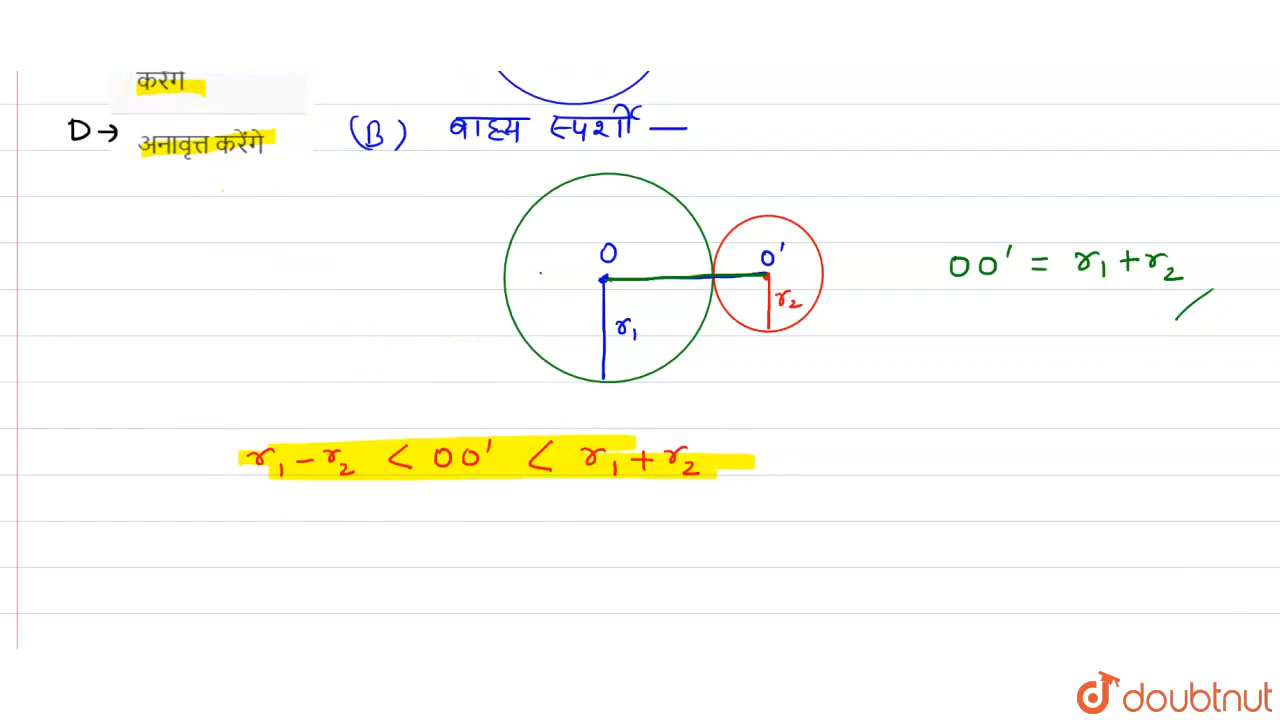 करेंगे
D → अनावृत्त करेंगे
(B) बाह्य स्पर्शी —
O
O'
r₁
r₂
OO' = r₁ + r₂
r₁ - r₂ < OO' < r₁ + r₂
doubtnut